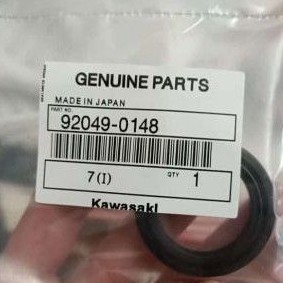 GENUINE PARTS
MADE IN JAPAN
PART NO.
92049-0148
7(I) QTY 1
Kawasaki